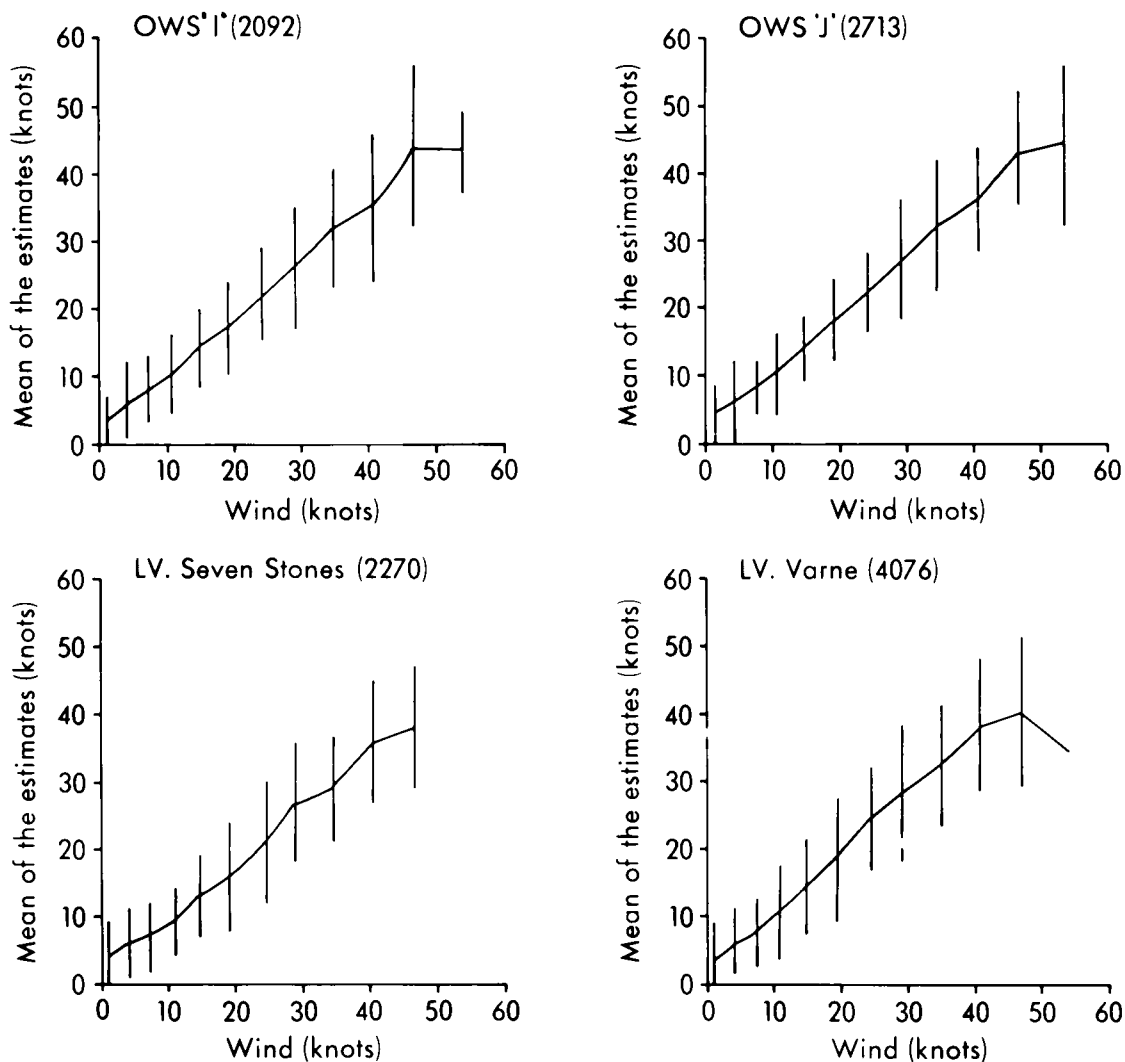 OWS 'I' (2092)
60
50
40
30
20
10
0
Mean of the estimates (knots)
0 10 20 30 40 50 60
Wind (knots)
OWS 'J' (2713)
60
50
40
30
20
10
0
Mean of the estimates (knots)
0 10 20 30 40 50 60
Wind (knots)
LV. Seven Stones (2270)
60
50
40
30
20
10
0
Mean of the estimates (knots)
0 10 20 30 40 50 60
Wind (knots)
LV. Varne (4076)
60
50
40
30
20
10
0
Mean of the estimates (knots)
0 10 20 30 40 50 60
Wind (knots)